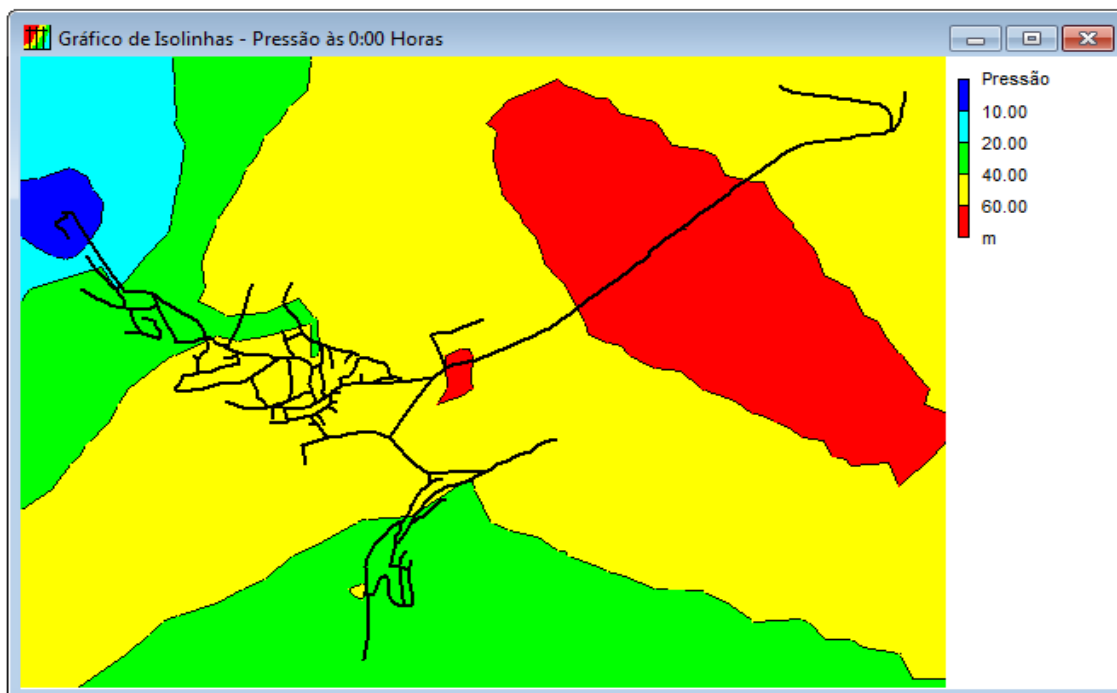 Gráfico de Isolinhas - Pressão às 0:00 Horas
Pressão
10.00
20.00
40.00
60.00
m